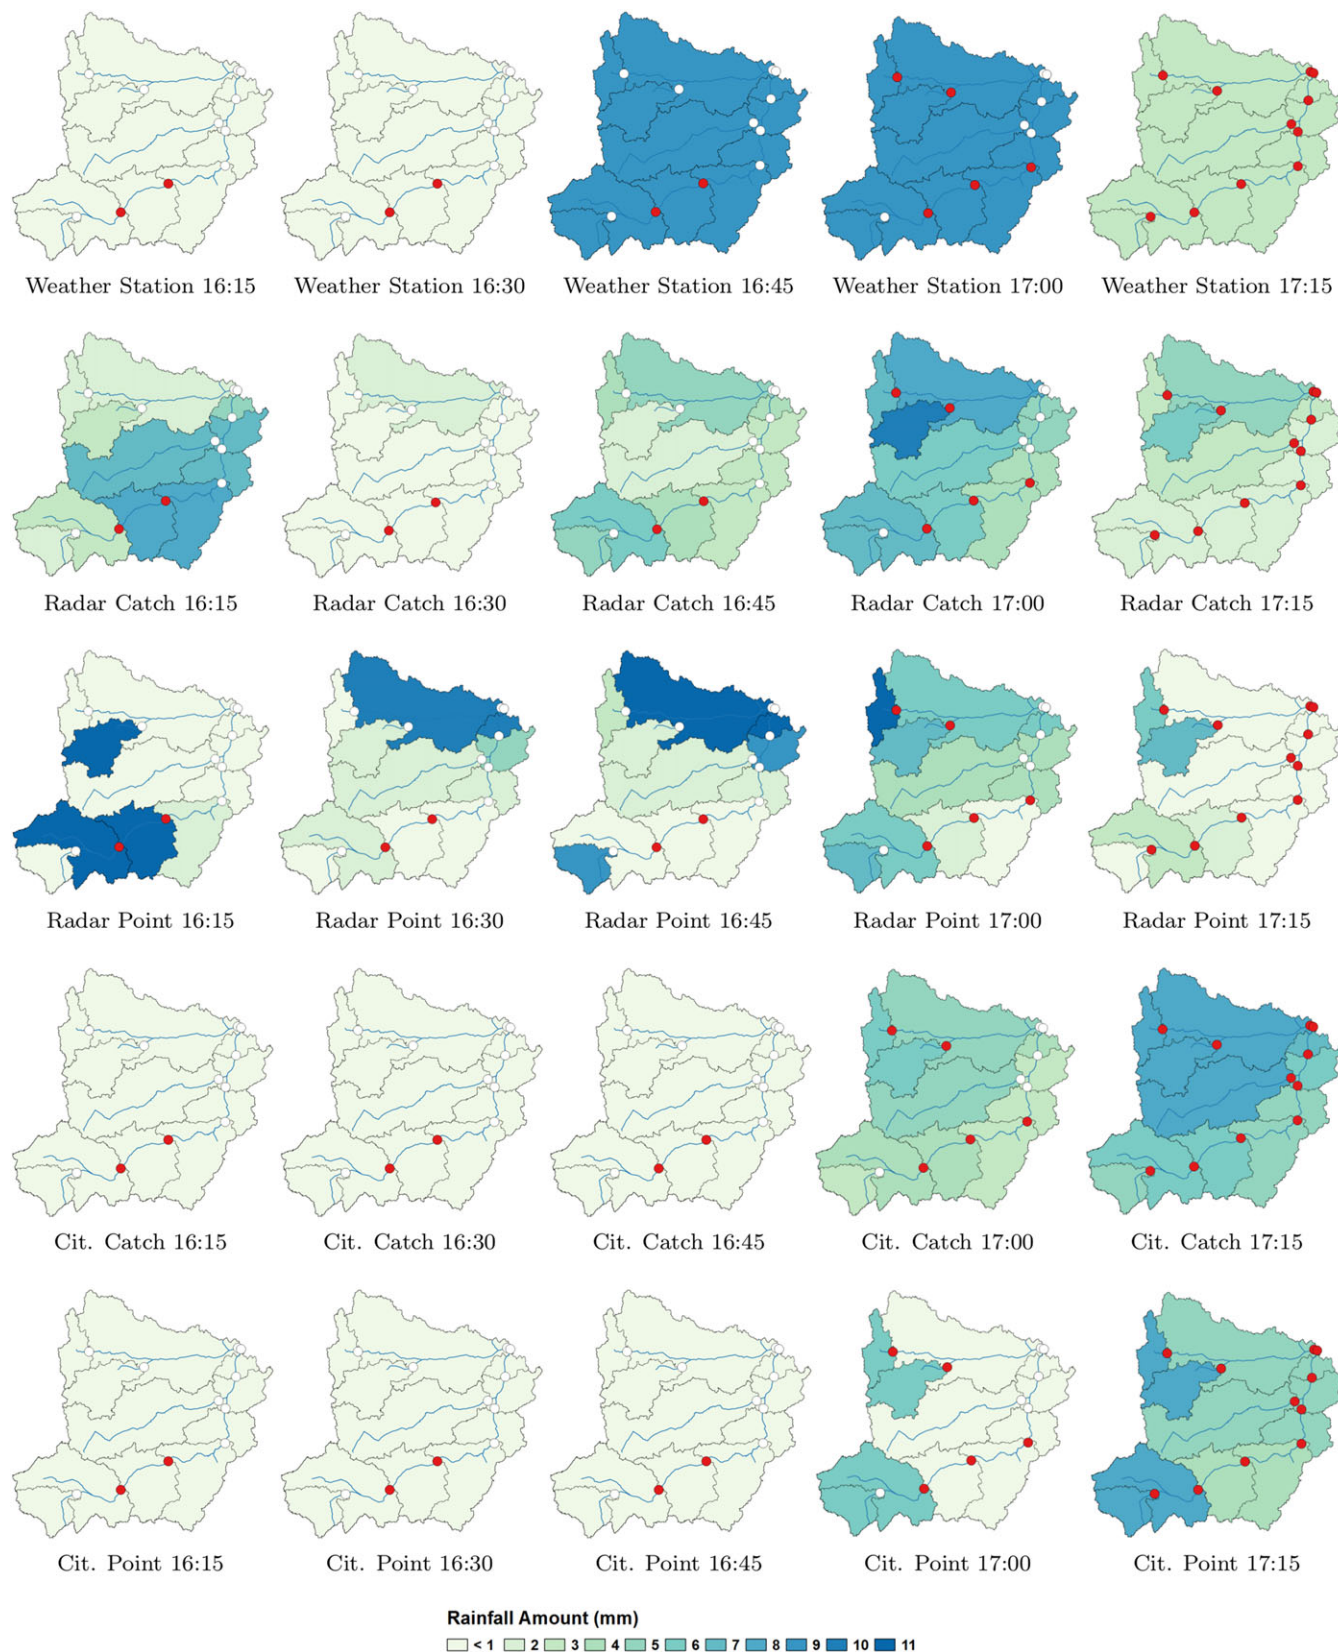 Weather Station 16:15 Weather Station 16:30 Weather Station 16:45 Weather Station 17:00 Weather Station 17:15
Radar Catch 16:15 Radar Catch 16:30 Radar Catch 16:45 Radar Catch 17:00 Radar Catch 17:15
Radar Point 16:15 Radar Point 16:30 Radar Point 16:45 Radar Point 17:00 Radar Point 17:15
Cit. Catch 16:15 Cit. Catch 16:30 Cit. Catch 16:45 Cit. Catch 17:00 Cit. Catch 17:15
Cit. Point 16:15 Cit. Point 16:30 Cit. Point 16:45 Cit. Point 17:00 Cit. Point 17:15
Rainfall Amount (mm)
< 1 2 3 4 5 6 7 8 9 10 11